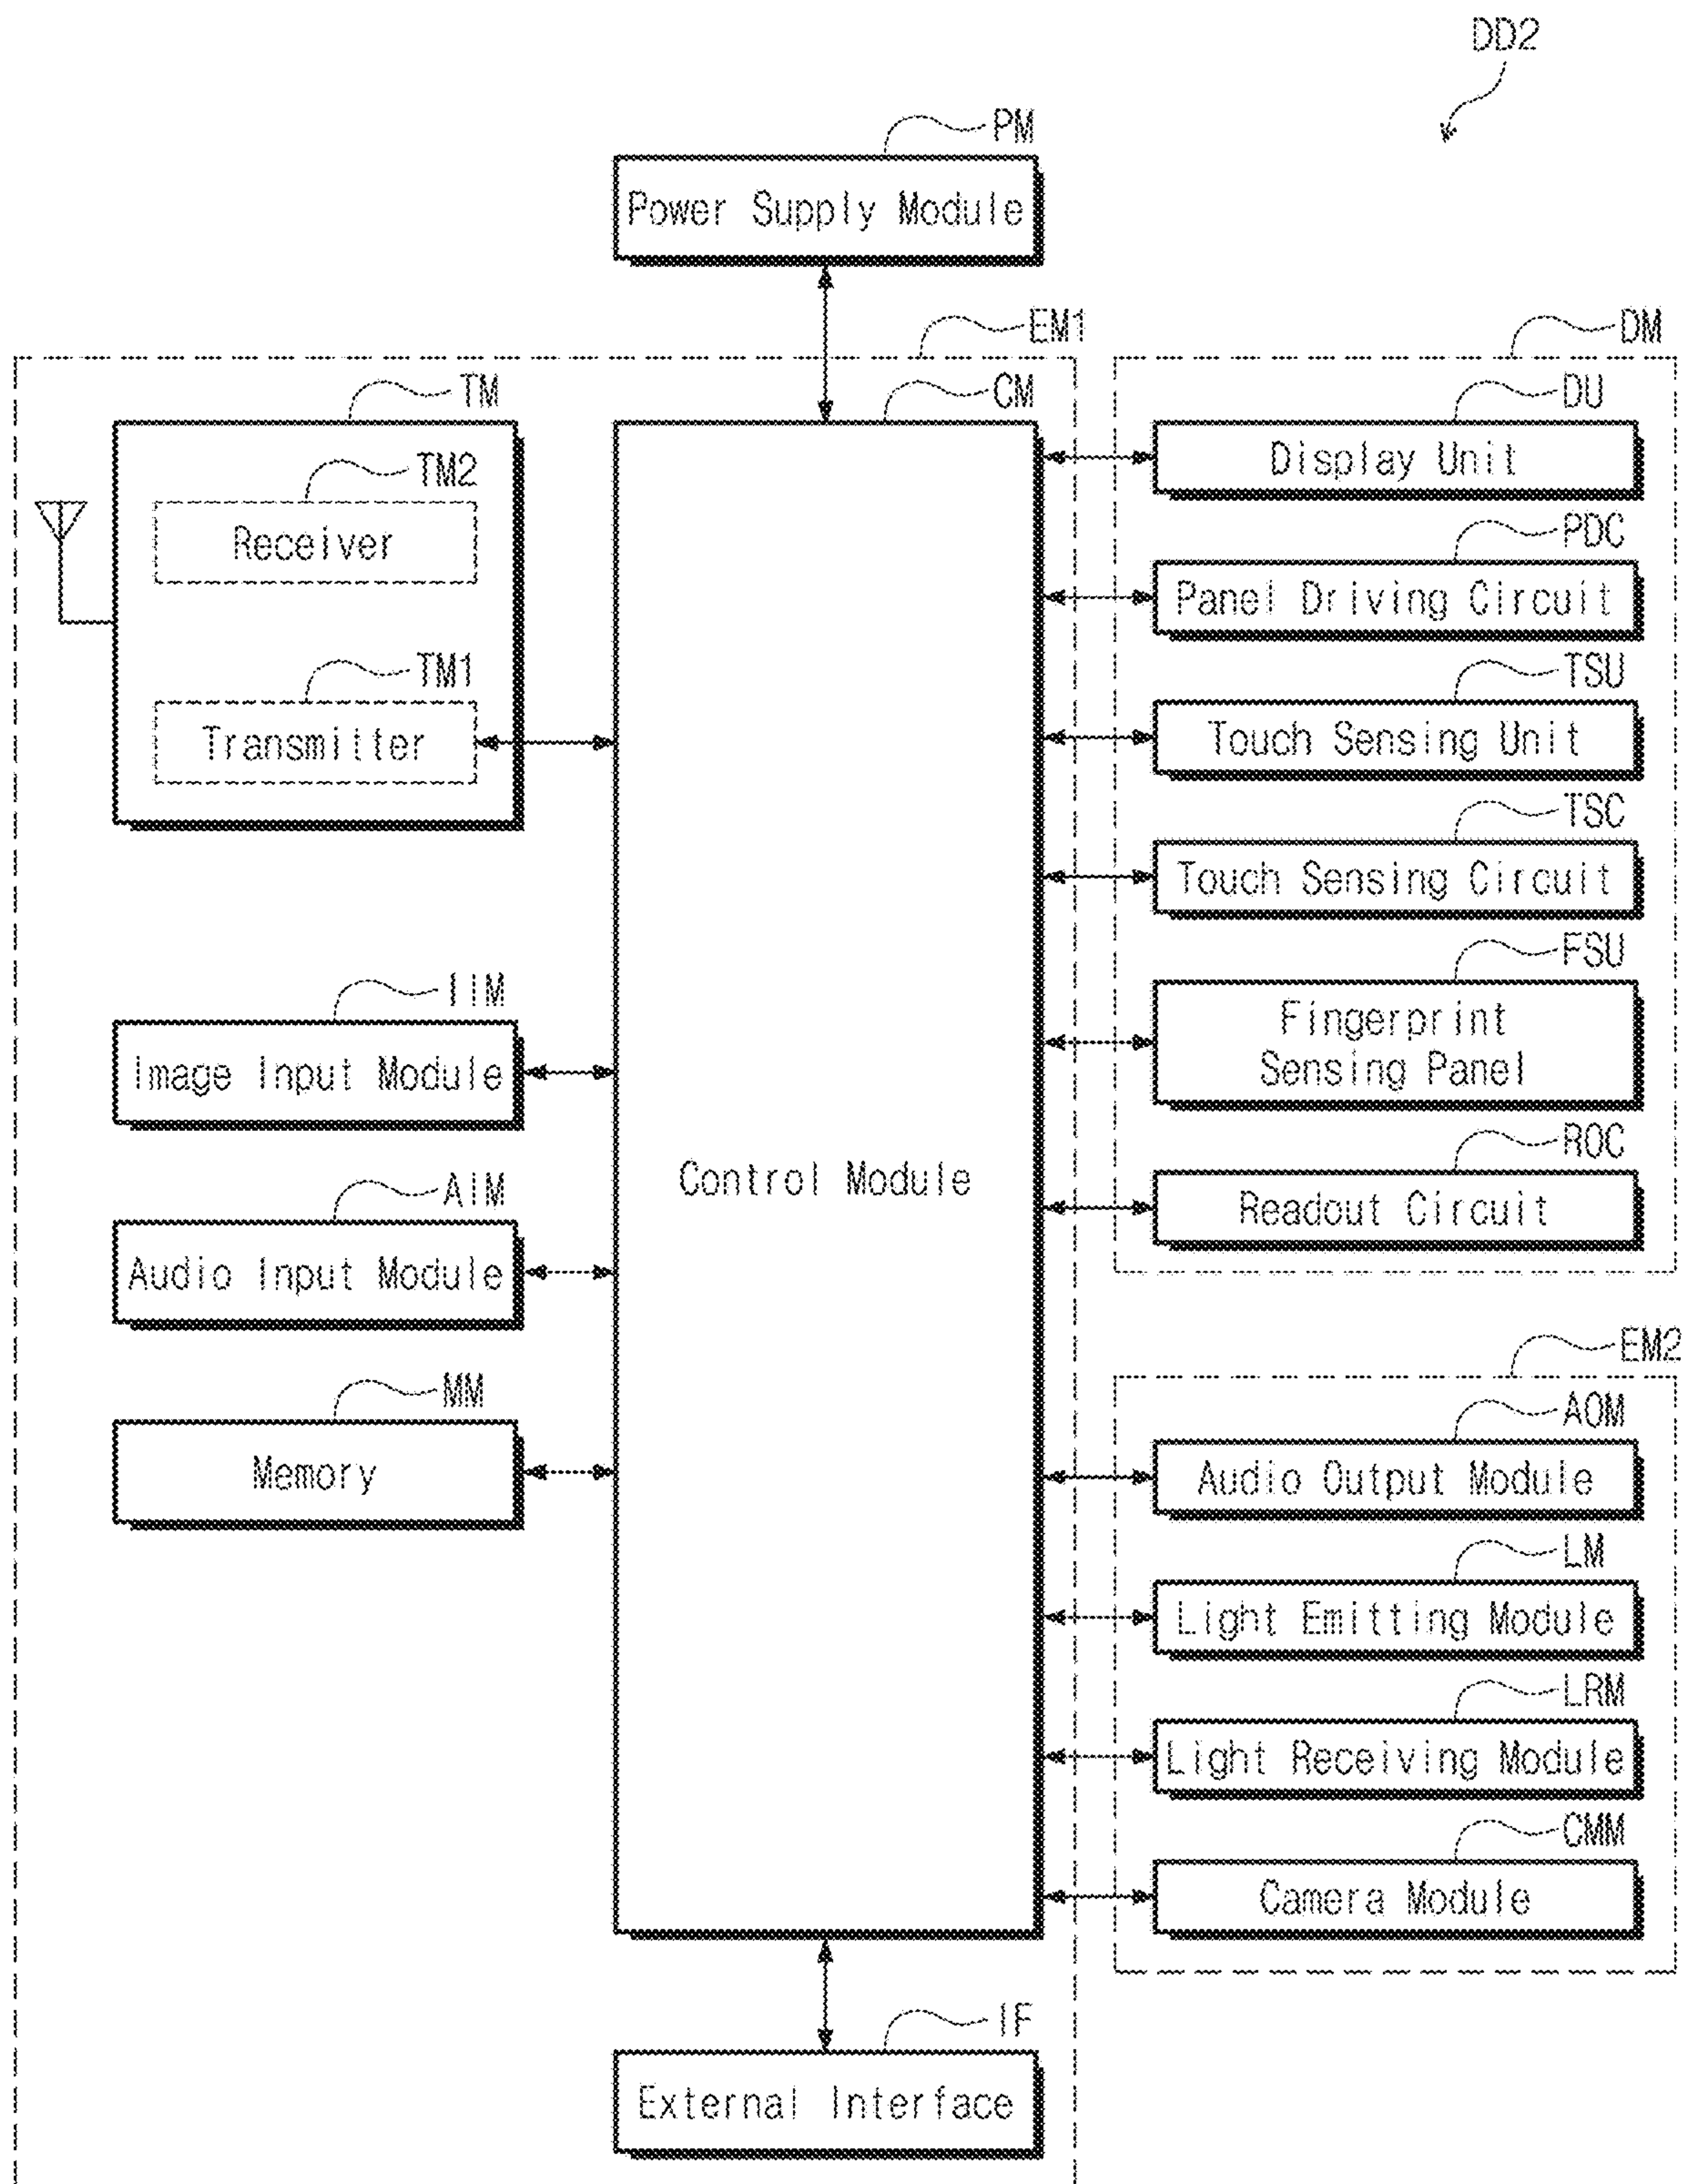 DD2
PM
Power Supply Module
EM1
DM
TM
CM
DU
Display Unit
TM2
Receiver
PDC
Panel Driving Circuit
TM1
Transmitter
TSU
Touch Sensing Unit
TSC
Touch Sensing Circuit
FSU
Fingerprint
Sensing Panel
IIM
Image Input Module
Control Module
ROC
Readout Circuit
AIM
Audio Input Module
EM2
MM
Memory
AOM
Audio Output Module
LM
Light Emitting Module
LRM
Light Receiving Module
CMM
Camera Module
IF
External Interface